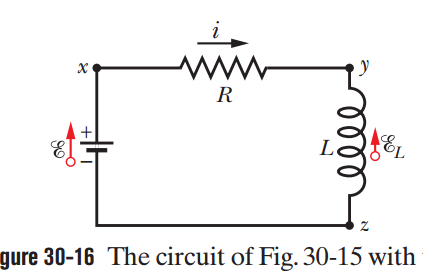 i
x
y
R
+
ℰ
−
L
ℰL
z
gure 30-16 The circuit of Fig. 30-15 with